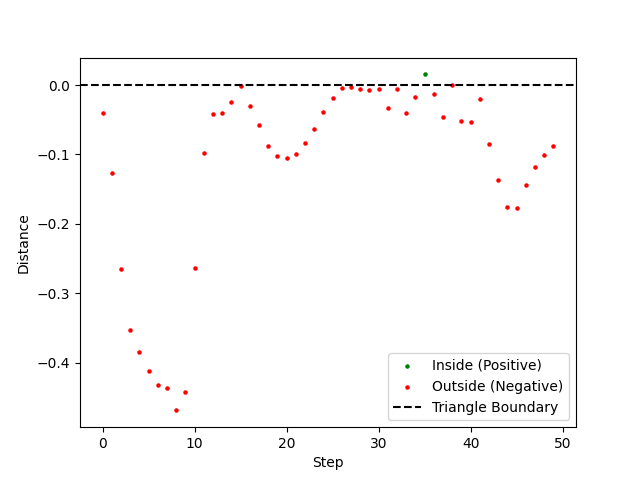 0.0
−0.1
−0.2
−0.3
−0.4
Distance
0
10
20
30
40
50
Step
Inside (Positive)
Outside (Negative)
Triangle Boundary